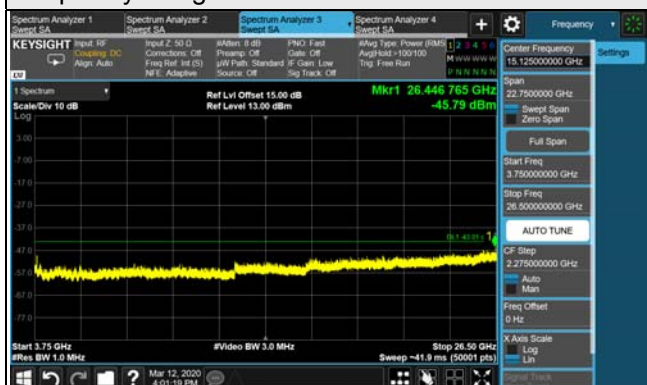 Spectrum Analyzer 1
Swept SA
Spectrum Analyzer 2
Swept SA
Spectrum Analyzer 3
Swept SA
Spectrum Analyzer 4
Swept SA
+
Frequency
KEYSIGHT
Input: RF
Coupling: DC
Align: Auto
Input Z: 50 Ω
Corrections: Off
Freq Ref: Int (S)
NFE: Adaptive
#Atten: 8 dB
Preamp: Off
µW Path: Standard
Source: Off
PNO: Fast
Gate: Off
IF Gain: Low
Sig Track: Off
#Avg Type: Power (RMS
Avg|Hold: >100/100
Trig: Free Run
1 2 3 4 5 6
M W W W W W
P N N N N N
Center Frequency
15.125000000 GHz
Settings
Span
22.7500000 GHz
Swept Span
Zero Span
Full Span
Start Freq
3.750000000 GHz
Stop Freq
26.500000000 GHz
AUTO TUNE
CF Step
2.275000000 GHz
Auto
Man
Freq Offset
0 Hz
X Axis Scale
Log
Lin
Signal Track
1 Spectrum
Scale/Div 10 dB
Log
Ref Lvl Offset 15.00 dB
Ref Level 13.00 dBm
Mkr1 26.446 765 GHz
-45.79 dBm
3.00
-7.00
-17.0
-27.0
-37.0
-47.0
-57.0
-67.0
-77.0
1
Start 3.75 GHz
#Res BW 1.0 MHz
#Video BW 3.0 MHz
Stop 26.50 GHz
Sweep ~41.9 ms (50001 pts)
?
Mar 12, 2020
4:01:19 PM